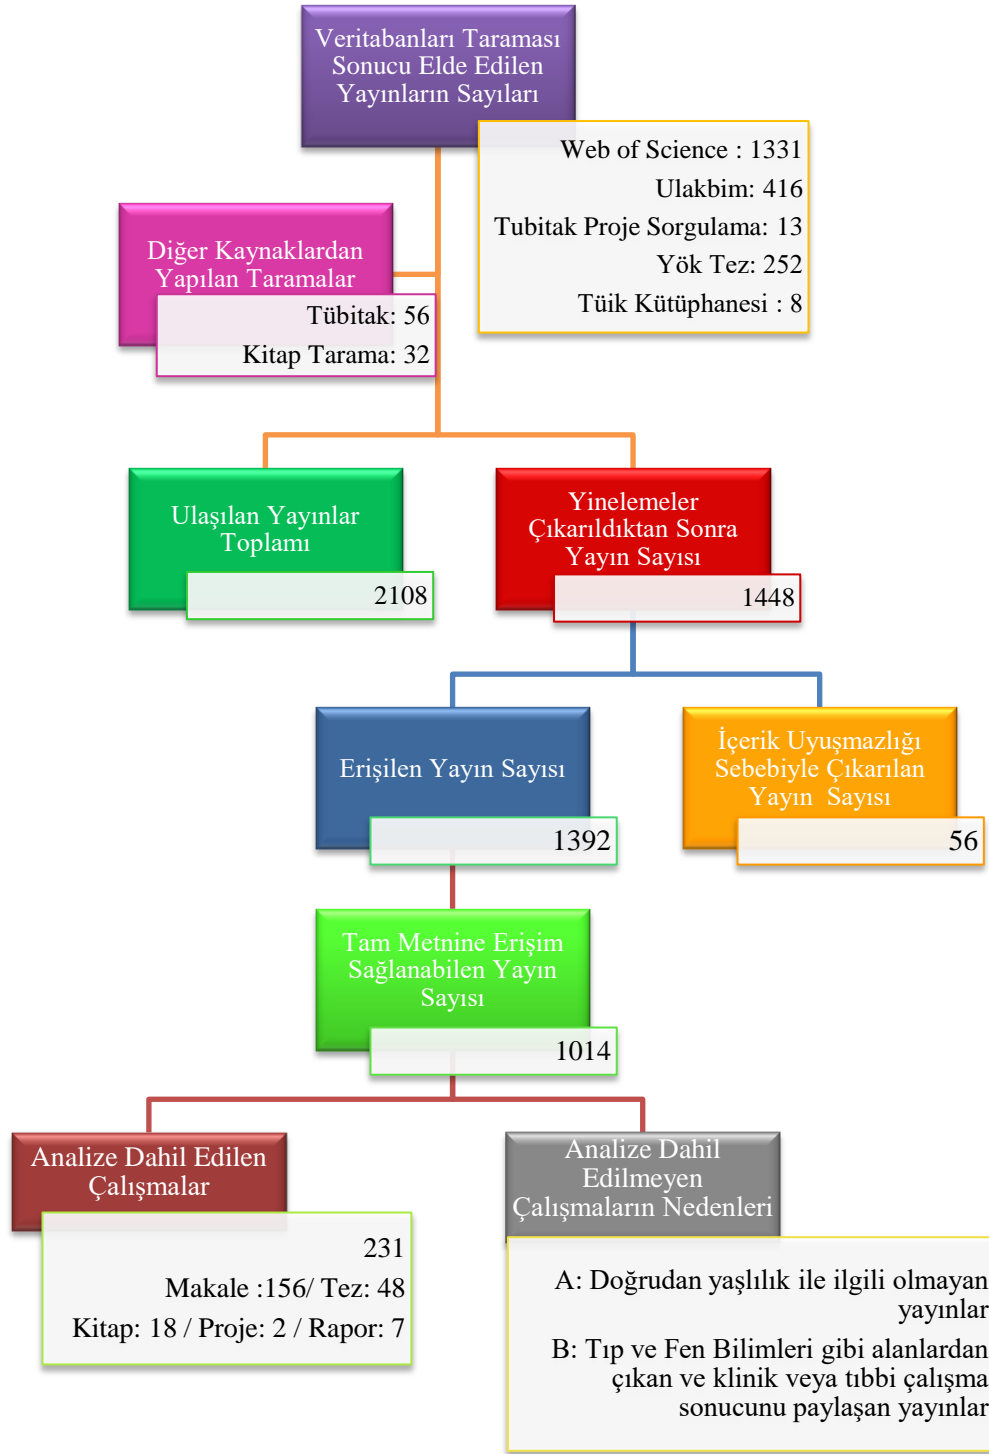 Veritabanları Taraması
Sonucu Elde Edilen
Yayınların Sayıları
Web of Science : 1331
Ulakbim: 416
Tubitak Proje Sorgulama: 13
Yök Tez: 252
Tüik Kütüphanesi : 8
Diğer Kaynaklardan
Yapılan Taramalar
Tübitak: 56
Kitap Tarama: 32
Ulaşılan Yayınlar
Toplamı
2108
Yinelemeler
Çıkarıldıktan Sonra
Yayın Sayısı
1448
Erişilen Yayın Sayısı
1392
İçerik Uyuşmazlığı
Sebebiyle Çıkarılan
Yayın Sayısı
56
Tam Metnine Erişim
Sağlanabilen Yayın
Sayısı
1014
Analize Dahil Edilen
Çalışmalar
231
Makale :156/ Tez: 48
Kitap: 18 / Proje: 2 / Rapor: 7
Analize Dahil
Edilmeyen
Çalışmaların Nedenleri
A: Doğrudan yaşlılık ile ilgili olmayan
yayınlar
B: Tıp ve Fen Bilimleri gibi alanlardan
çıkan ve klinik veya tıbbi çalışma
sonucunu paylaşan yayınlar